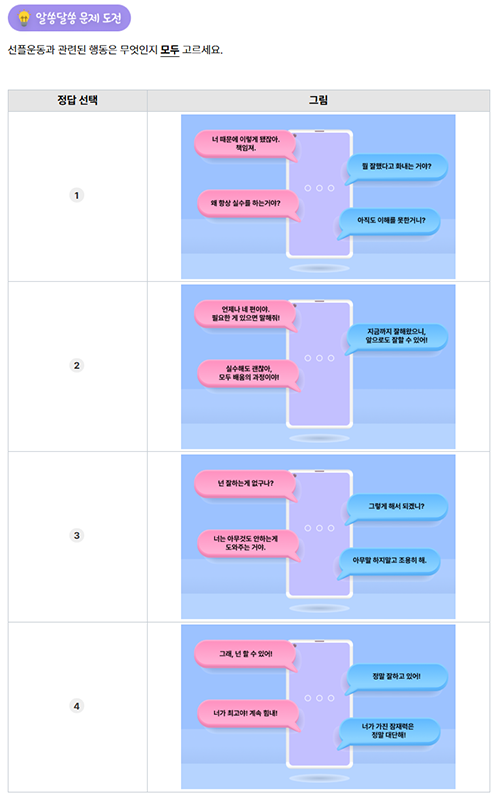 알쏭달쏭 문제 도전
선플운동과 관련된 행동은 무엇인지 모두 고르세요.
정답 선택
그림
1
너 때문에 이렇게 됐잖아.
책임져.
뭘 잘했다고 화내는 거야?
왜 항상 실수를 하는거야?
아직도 이해를 못한거니?
2
언제나 네 편이야.
필요한 게 있으면 말해줘!
지금까지 잘해왔으니,
앞으로도 잘할 수 있어!
실수해도 괜찮아,
모두 배움의 과정이야!
3
넌 잘하는게 없구나?
그렇게 해서 되겠니?
너는 아무것도 안하는게
도와주는 거야.
아무말 하지말고 조용히 해.
4
그래, 넌 할 수 있어!
정말 잘하고 있어!
너가 최고야! 계속 힘내!
너가 가진 잠재력은
정말 대단해!